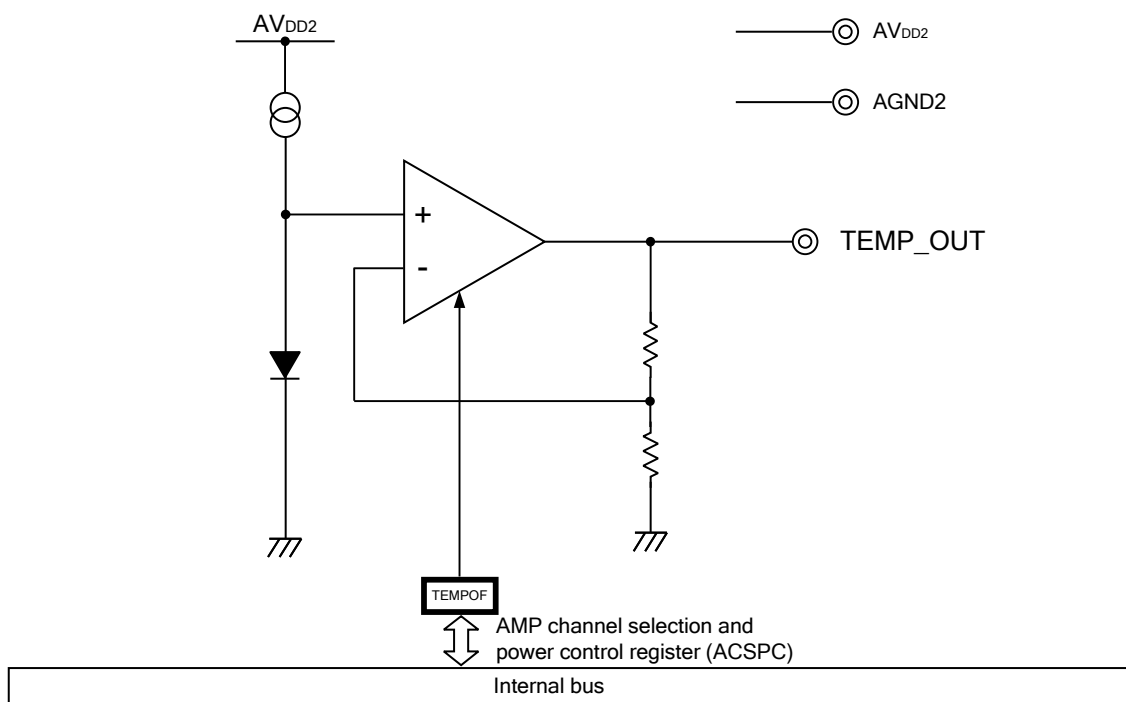 AVDD2
AVDD2
AGND2
+
-
TEMP_OUT
TEMPOF
AMP channel selection and
power control register (ACSPC)
Internal bus